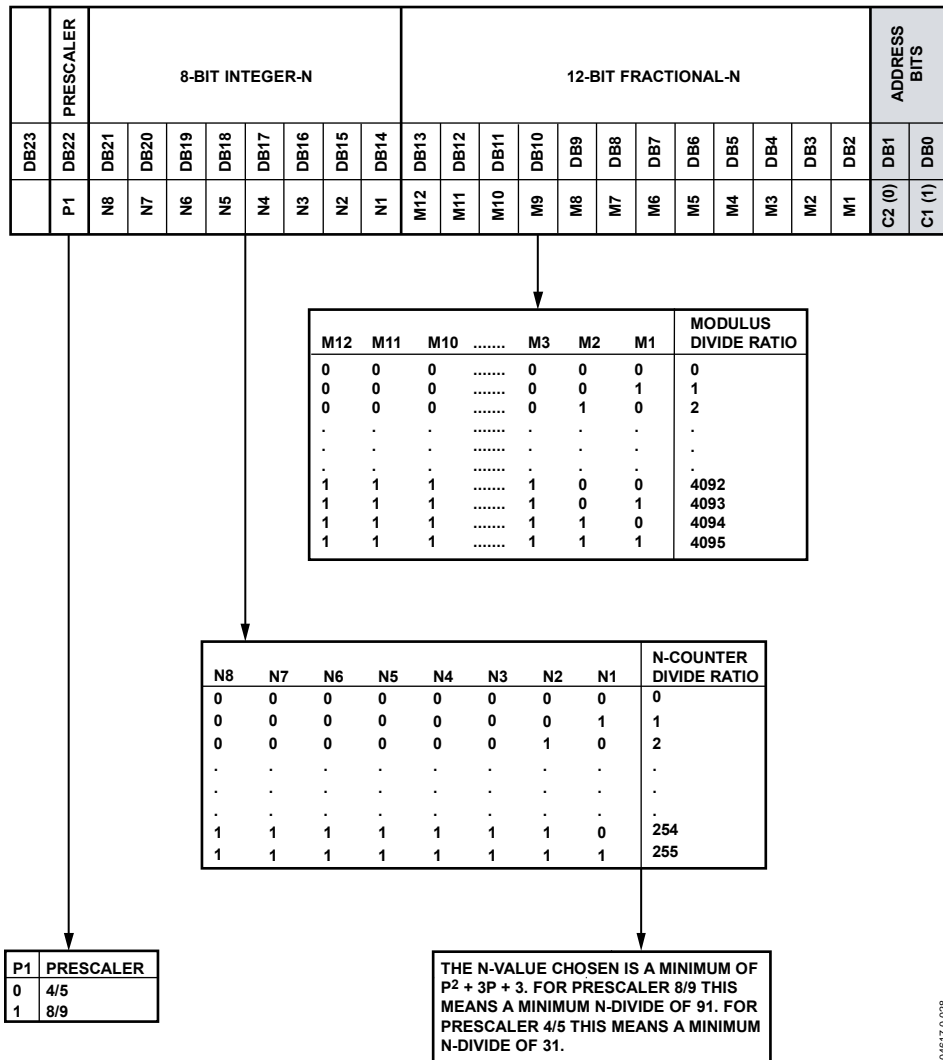 PRESCALER
8-BIT INTEGER-N
12-BIT FRACTIONAL-N
ADDRESS
BITS
DB23 DB22 DB21 DB20 DB19 DB18 DB17 DB16 DB15 DB14 DB13 DB12 DB11 DB10 DB9 DB8 DB7 DB6 DB5 DB4 DB3 DB2 DB1 DB0
P1 N8 N7 N6 N5 N4 N3 N2 N1 M12 M11 M10 M9 M8 M7 M6 M5 M4 M3 M2 M1 C2 (0) C1 (1)
M12 M11 M10 ....... M3 M2 M1 MODULUS
DIVIDE RATIO
0 0 0 ....... 0 0 0 0
0 0 0 ....... 0 0 1 1
0 0 0 ....... 0 1 0 2
. . . ....... . . . .
. . . ....... . . . .
. . . ....... . . . .
1 1 1 ....... 1 0 0 4092
1 1 1 ....... 1 0 1 4093
1 1 1 ....... 1 1 0 4094
1 1 1 ....... 1 1 1 4095
N8 N7 N6 N5 N4 N3 N2 N1 N-COUNTER
DIVIDE RATIO
0 0 0 0 0 0 0 0 0
0 0 0 0 0 0 0 1 1
0 0 0 0 0 0 1 0 2
. . . . . . . . .
. . . . . . . . .
. . . . . . . . .
1 1 1 1 1 1 1 0 254
1 1 1 1 1 1 1 1 255
P1 PRESCALER
0 4/5
1 8/9
THE N-VALUE CHOSEN IS A MINIMUM OF
P² + 3P + 3. FOR PRESCALER 8/9 THIS
MEANS A MINIMUM N-DIVIDE OF 91. FOR
PRESCALER 4/5 THIS MEANS A MINIMUM
N-DIVIDE OF 31.
04617-0-028